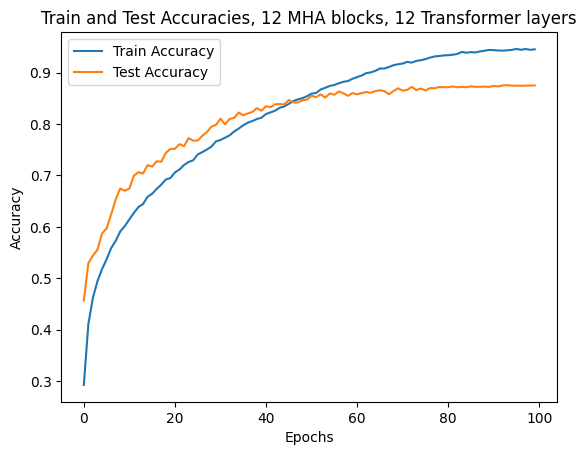 Train and Test Accuracies, 12 MHA blocks, 12 Transformer layers
Train Accuracy
Test Accuracy
Accuracy
0.9
0.8
0.7
0.6
0.5
0.4
0.3
0 20 40 60 80 100
Epochs